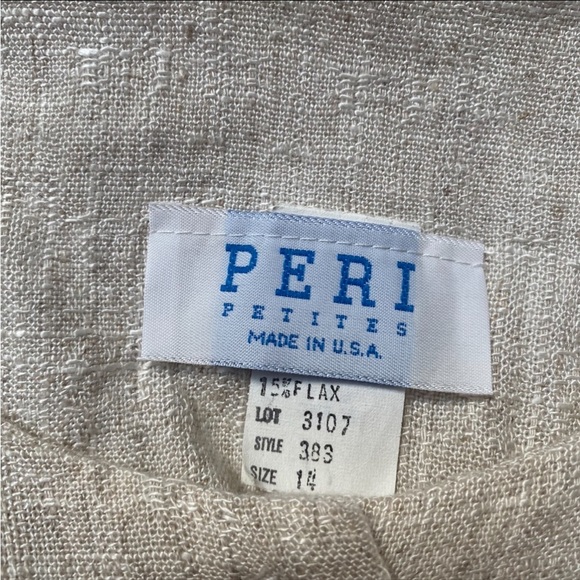 PERI
PETITES
MADE IN U.S.A.
15% FLAX
LOT 3107
STYLE 383
SIZE 14